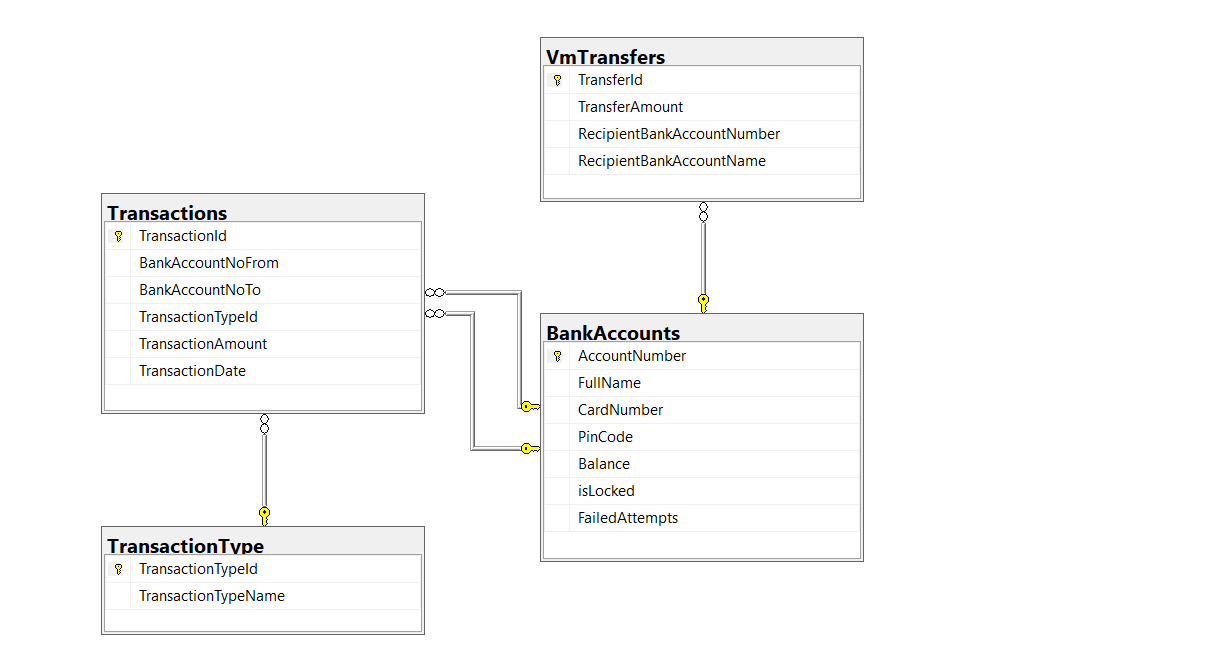 VmTransfers
TransferId
TransferAmount
RecipientBankAccountNumber
RecipientBankAccountName
Transactions
TransactionId
BankAccountNoFrom
BankAccountNoTo
TransactionTypeId
TransactionAmount
TransactionDate
BankAccounts
AccountNumber
FullName
CardNumber
PinCode
Balance
isLocked
FailedAttempts
TransactionType
TransactionTypeId
TransactionTypeName